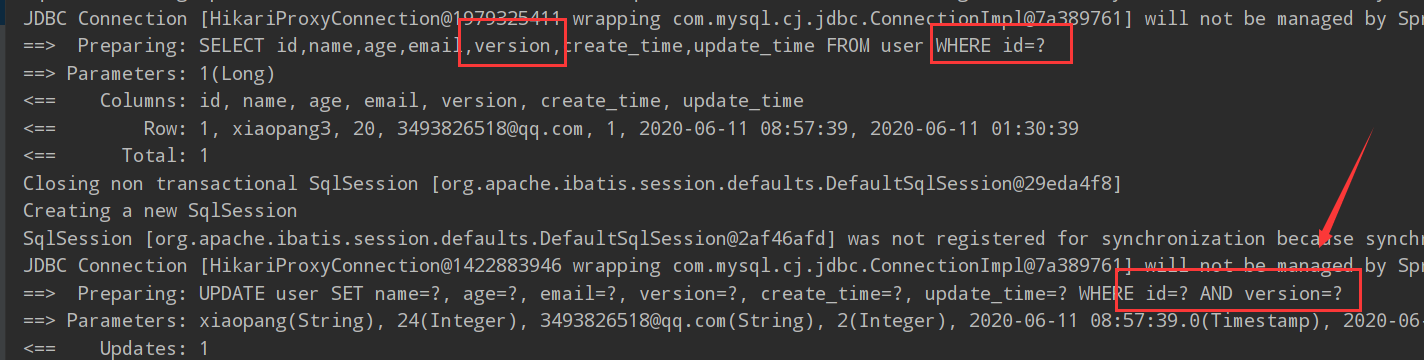 JDBC Connection [HikariProxyConnection@1979325411 wrapping com.mysql.cj.jdbc.ConnectionImpl@7a389761] will not be managed by Spr
==>  Preparing: SELECT id,name,age,email,version,create_time,update_time FROM user WHERE id=?
==> Parameters: 1(Long)
<==    Columns: id, name, age, email, version, create_time, update_time
<==        Row: 1, xiaopang3, 20, 3493826518@qq.com, 1, 2020-06-11 08:57:39, 2020-06-11 01:30:39
<==      Total: 1
Closing non transactional SqlSession [org.apache.ibatis.session.defaults.DefaultSqlSession@29eda4f8]
Creating a new SqlSession
SqlSession [org.apache.ibatis.session.defaults.DefaultSqlSession@2af46afd] was not registered for synchronization because synchr
JDBC Connection [HikariProxyConnection@1422883946 wrapping com.mysql.cj.jdbc.ConnectionImpl@7a389761] will not be managed by Spr
==>  Preparing: UPDATE user SET name=?, age=?, email=?, version=?, create_time=?, update_time=? WHERE id=? AND version=?
==> Parameters: xiaopang(String), 24(Integer), 3493826518@qq.com(String), 2(Integer), 2020-06-11 08:57:39.0(Timestamp), 2020-06-
<==    Updates: 1